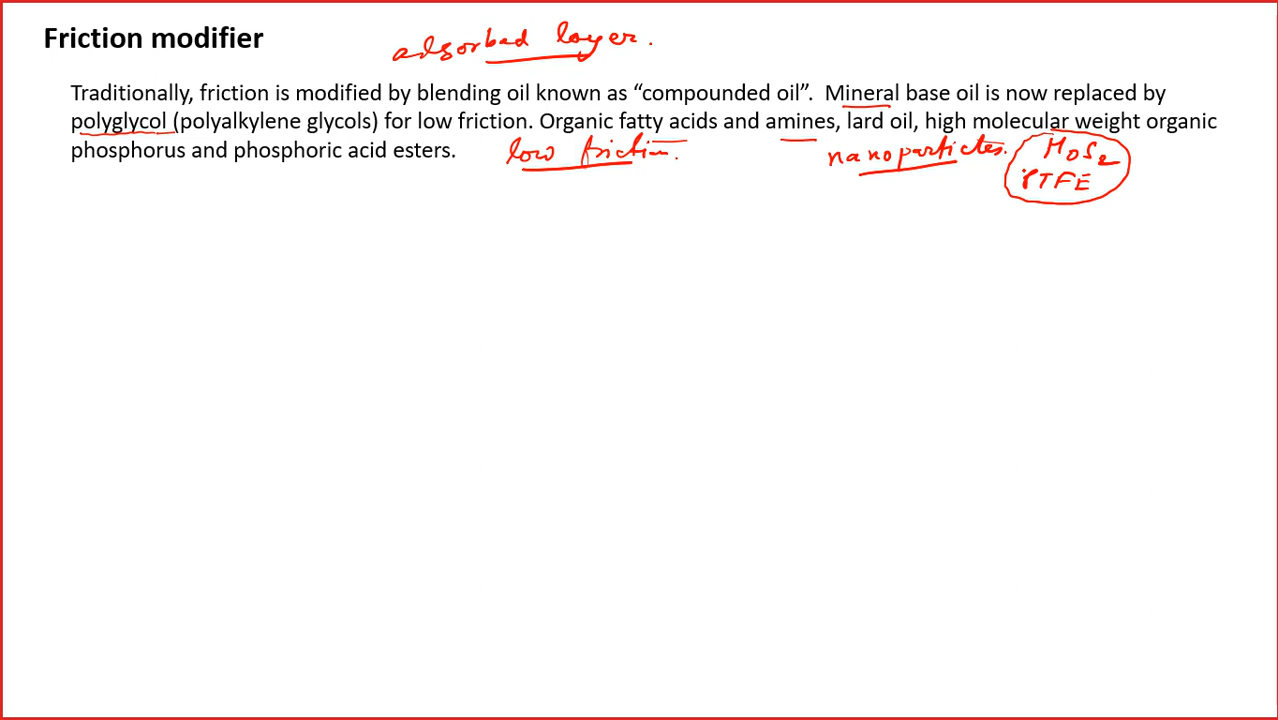 Friction modifier
adsorbed layer.
Traditionally, friction is modified by blending oil known as “compounded oil”. Mineral base oil is now replaced by
polyglycol (polyalkylene glycols) for low friction. Organic fatty acids and amines, lard oil, high molecular weight organic
phosphorus and phosphoric acid esters.
low friction.
nanoparticles.
MoS2
PTFE